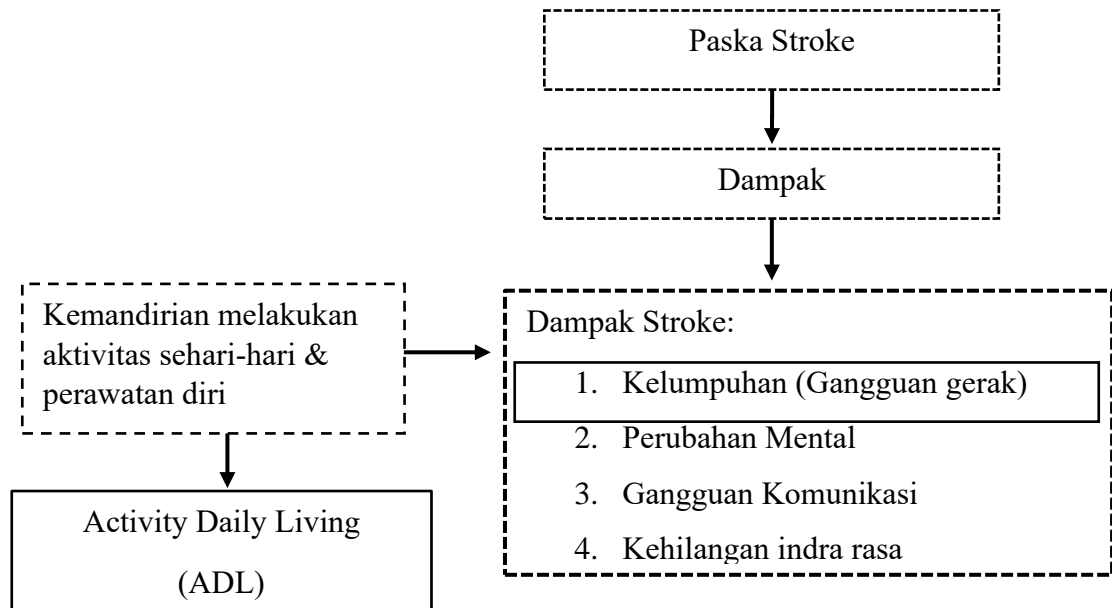 Paska Stroke
Dampak
Kemandirian melakukan
aktivitas sehari-hari &
perawatan diri
Dampak Stroke:
1. Kelumpuhan (Gangguan gerak)
2. Perubahan Mental
3. Gangguan Komunikasi
4. Kehilangan indra rasa
Activity Daily Living
(ADL)